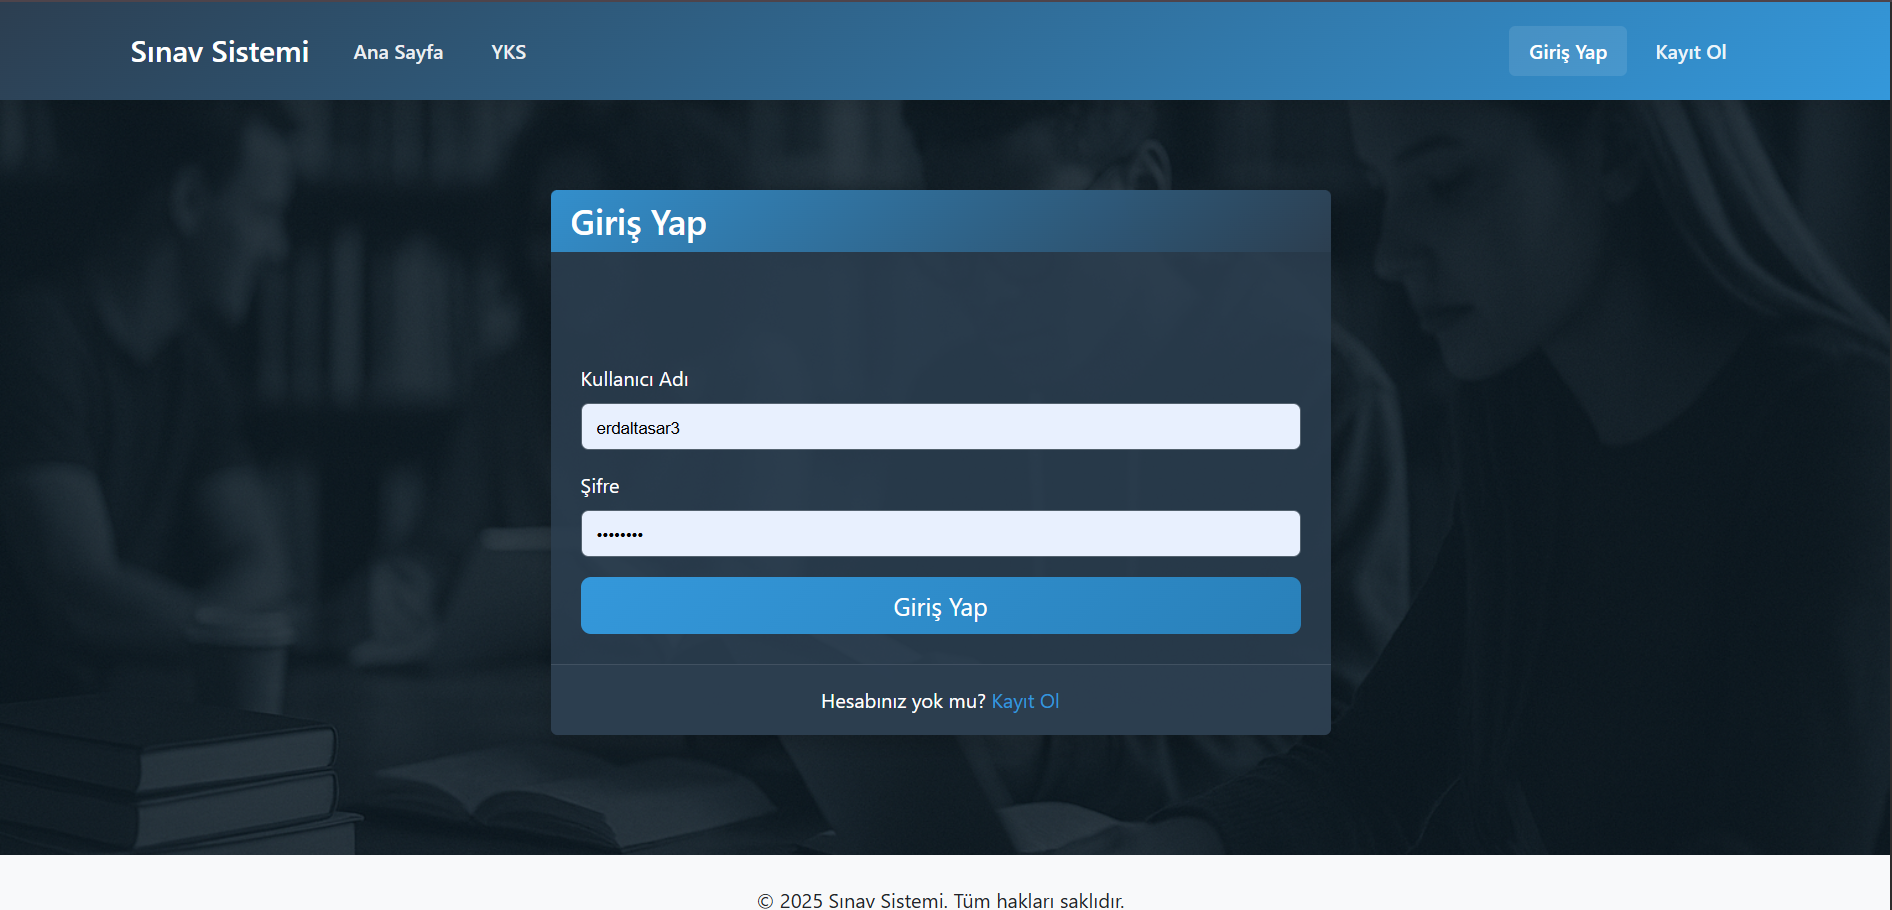 Sınav Sistemi Ana Sayfa YKS Giriş Yap Kayıt Ol
Giriş Yap
Kullanıcı Adı
erdaltasar3
Şifre
••••••••
Giriş Yap
Hesabınız yok mu? Kayıt Ol
© 2025 Sınav Sistemi. Tüm hakları saklıdır.